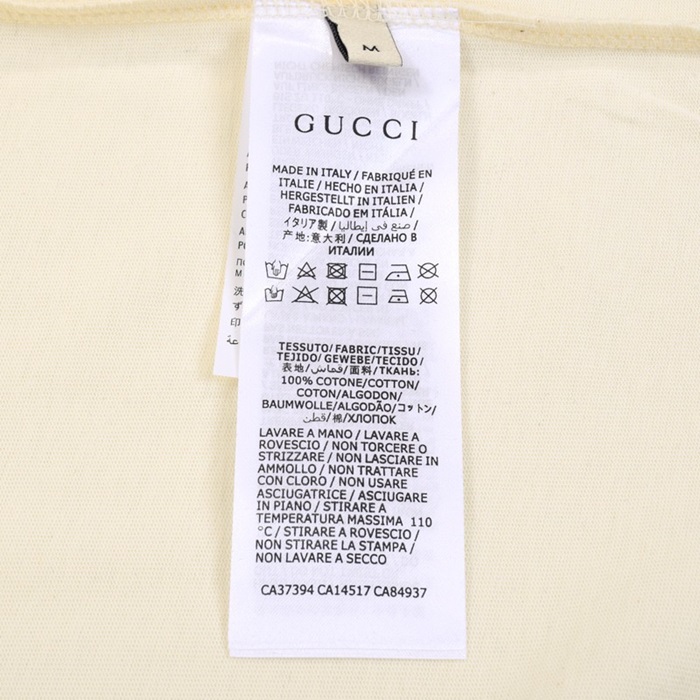 M
GUCCI
MADE IN ITALY / FABRIQUÉ EN
ITALIE / HECHO EN ITALIA /
HERGESTELLT IN ITALIEN /
FABRICADO EM ITÁLIA /
イタリア製 / صنع في إيطاليا /
产地:意大利 / СДЕЛАНО В
ИТАЛИИ
TESSUTO/ FABRIC/TISSU/
TEJIDO/ GEWEBE/TECIDO/
表地/قماش/面料/ТКАНЬ:
100% COTONE/COTTON/
COTON/ALGODON/
BAUMWOLLE/ALGODÃO/コットン/
قطن/棉/ХЛОПОК
LAVARE A MANO / LAVARE A
ROVESCIO / NON TORCERE O
STRIZZARE / NON LASCIARE IN
AMMOLLO / NON TRATTARE
CON CLORO / NON USARE
ASCIUGATRICE / ASCIUGARE
IN PIANO / STIRARE A
TEMPERATURA MASSIMA 110
°C / STIRARE A ROVESCIO /
NON STIRARE LA STAMPA /
NON LAVARE A SECCO
CA37394 CA14517 CA84937